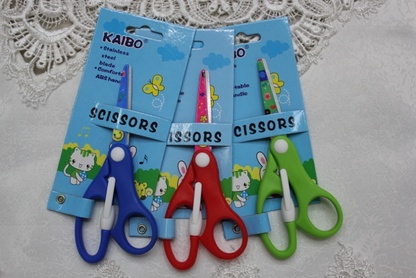 KAIBO
• Stainless
steel
blade
• Comfortable
ABS handle
SCISSORS
SCISSORS
SCISSORS